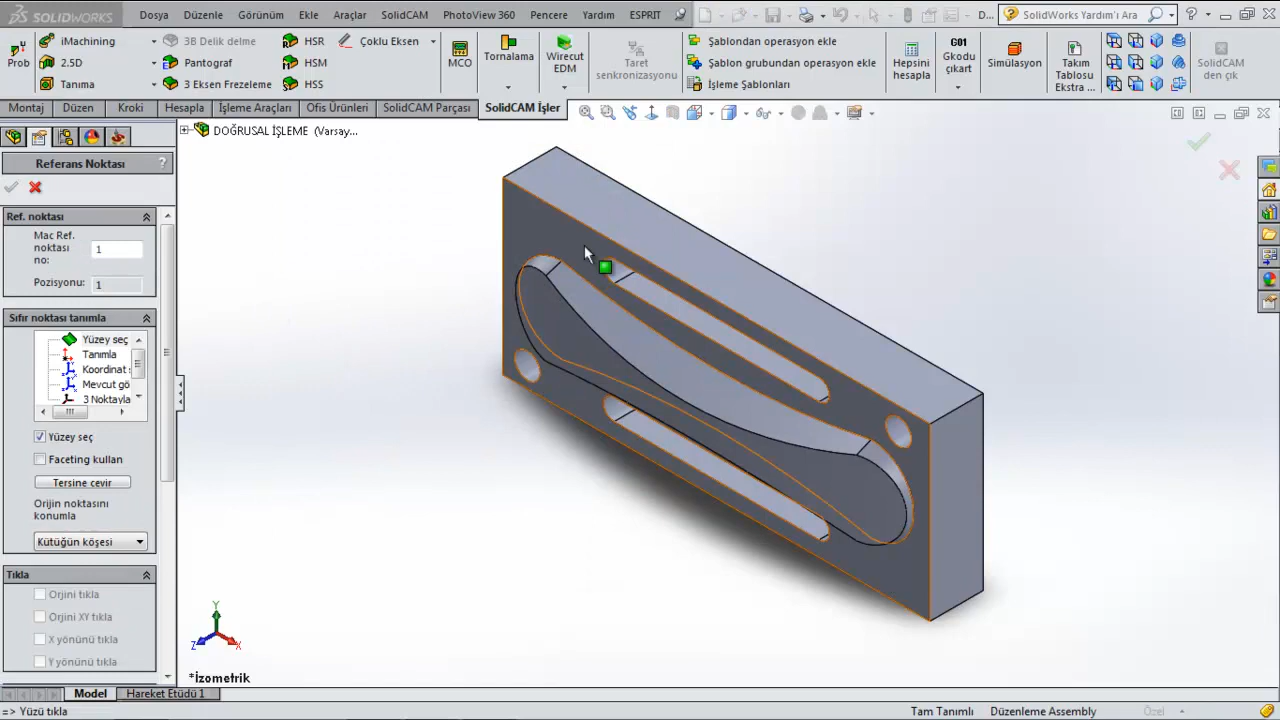 SOLIDWORKS
Dosya Düzenle Görünüm Ekle Araçlar SolidCAM PhotoView 360 Pencere Yardım ESPRIT
D...
SolidWorks Yardım'ı Ara
Prob
iMachining
2.5D
Tanıma
3B Delik delme
Pantograf
3 Eksen Frezeleme
HSR
HSM
HSS
Çoklu Eksen
MCO
Tornalama
Wirecut
EDM
Taret
senkronizasyonu
Şablondan operasyon ekle
Şablon grubundan operasyon ekle
İşleme Şablonları
Hepsini
hesapla
G01
Gkodu
çıkart
Simülasyon
Takım
Tablosu
Ekstra ...
SolidCAM
den çık
Montaj Düzen Kroki Hesapla İşleme Araçları Ofis Ürünleri SolidCAM Parçası SolidCAM İşler
DOĞRUSAL İŞLEME (Varsay...
Referans Noktası
?
Ref. noktası
Mac Ref.
noktası
no:
1
Pozisyonu:
1
Sıfır noktası tanımla
Yüzey seç
Tanımla
Koordinat s
Mevcut gö
3 Noktayla
Yüzey seç
Faceting kullan
Tersine çevir
Orijin noktasını
konumla
Kütüğün köşesi
Tıkla
Orjini tıkla
Orjini XY tıkla
X yönünü tıkla
Y yönünü tıkla
Y
Z
X
*İzometrik
Model Hareket Etüdü 1
=> Yüzü tıkla
Tam Tanımlı Düzenleme Assembly Özel